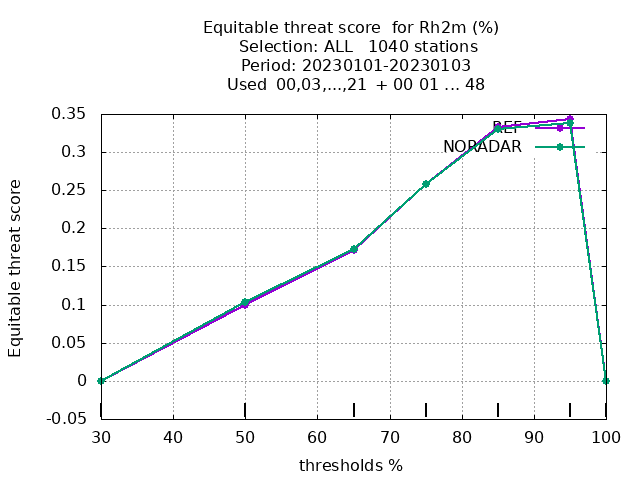 Equitable threat score  for Rh2m (%)
Selection: ALL   1040 stations
Period: 20230101-20230103
Used  00,03,...,21  + 00 01 ... 48
REF
NORADAR
0.35
0.3
0.25
0.2
0.15
0.1
0.05
0
-0.05
Equitable threat score
30 40 50 60 70 80 90 100
thresholds %